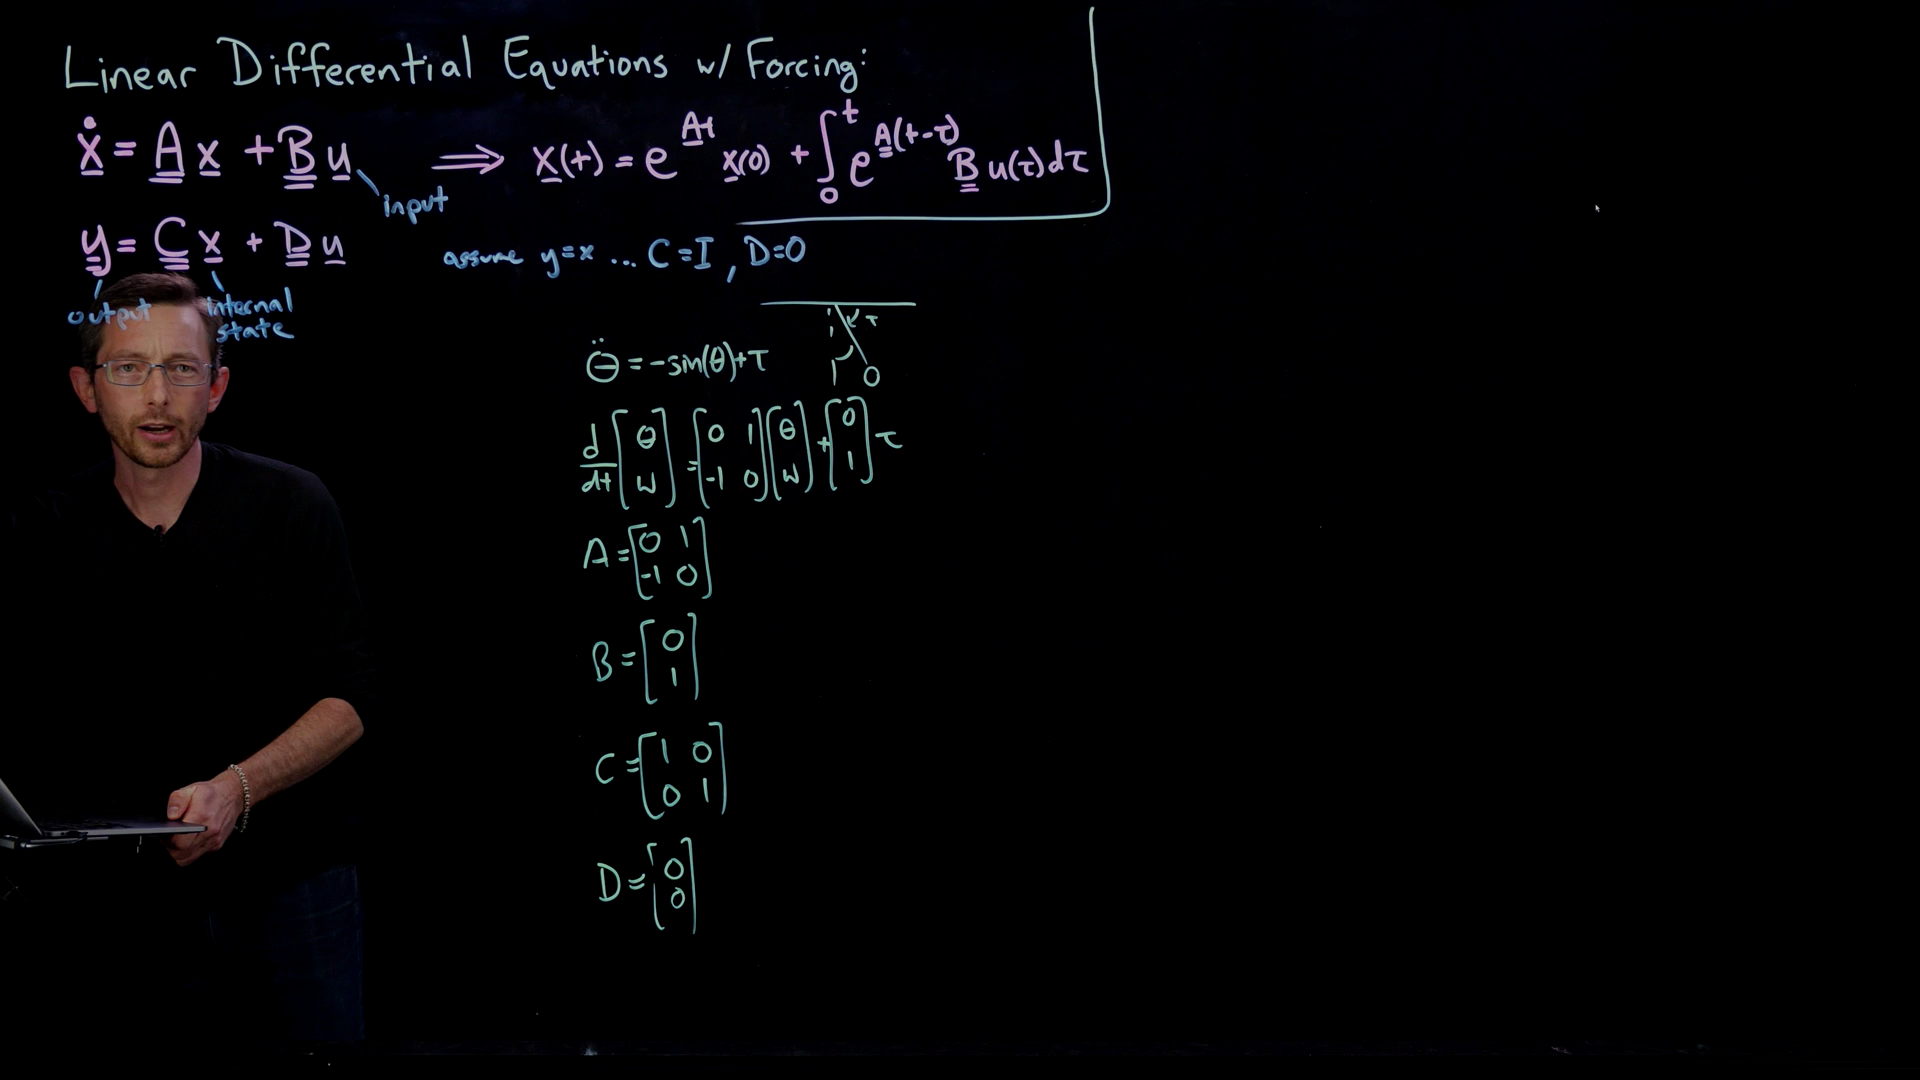 Linear Differential Equations w/ Forcing:
ẋ = A x + B u ⟹ x(t) = e^{At} x(0) + ∫_0^t e^{A(t-τ)} B u(τ) dτ
input
y = C x + D u
assume y=x ... C=I, D=0
output
internal
state
τ
θ̈ = -sin(θ)+τ
d/dt [θ; ω] = [0 1; -1 0] [θ; ω] + [0; 1] τ
A = [0 1; -1 0]
B = [0; 1]
C = [1 0; 0 1]
D = [0; 0]